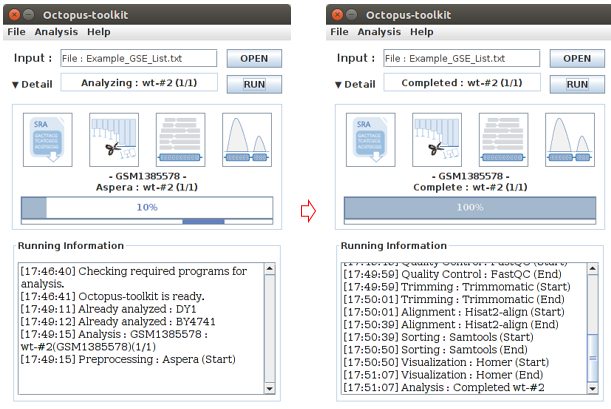 Octopus-toolkit
File Analysis Help
Input : File : Example_GSE_List.txt OPEN
▼ Detail Analyzing : wt-#2 (1/1) RUN
SRA
- GSM1385578 -
Aspera : wt-#2 (1/1)
10%
Running Information
[17:46:40] Checking required programs for
analysis.
[17:46:41] Octopus-toolkit is ready.
[17:49:11] Already analyzed : DY1
[17:49:12] Already analyzed : BY4741
[17:49:15] Analysis : GSM1385578 :
wt-#2(GSM1385578)(1/1)
[17:49:15] Preprocessing : Aspera (Start)
Octopus-toolkit
File Analysis Help
Input : File : Example_GSE_List.txt OPEN
▼ Detail Completed : wt-#2 (1/1) RUN
SRA
- GSM1385578 -
Complete : wt-#2 (1/1)
100%
Running Information
Quality Control : FastQC (Start)
[17:49:59] Quality Control : FastQC (End)
[17:49:59] Trimming : Trimmomatic (Start)
[17:50:01] Trimming : Trimmomatic (End)
[17:50:01] Alignment : Hisat2-align (Start)
[17:50:39] Alignment : Hisat2-align (End)
[17:50:39] Sorting : Samtools (Start)
[17:50:50] Sorting : Samtools (End)
[17:50:50] Visualization : Homer (Start)
[17:51:07] Visualization : Homer (End)
[17:51:07] Analysis : Completed wt-#2